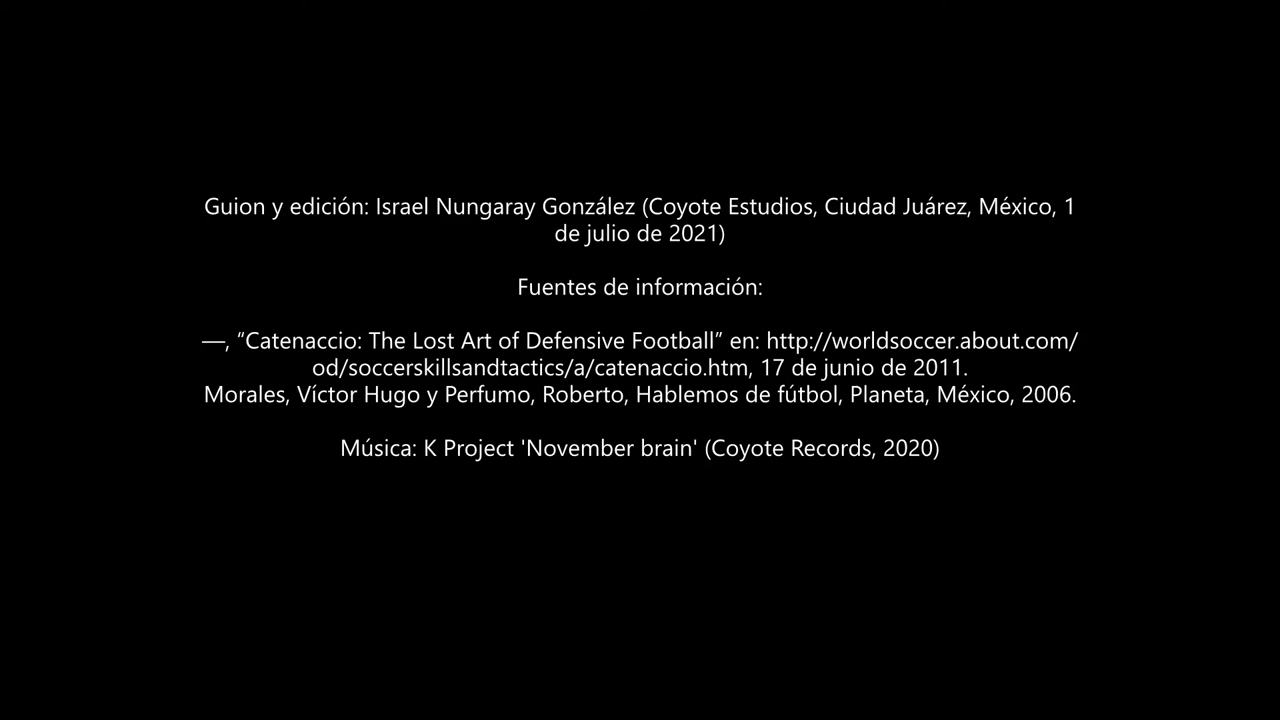 Guion y edición: Israel Nungaray González (Coyote Estudios, Ciudad Juárez, México, 1
de julio de 2021)
Fuentes de información:
—, “Catenaccio: The Lost Art of Defensive Football” en: http://worldsoccer.about.com/
od/soccerskillsandtactics/a/catenaccio.htm, 17 de junio de 2011.
Morales, Víctor Hugo y Perfumo, Roberto, Hablemos de fútbol, Planeta, México, 2006.
Música: K Project 'November brain' (Coyote Records, 2020)